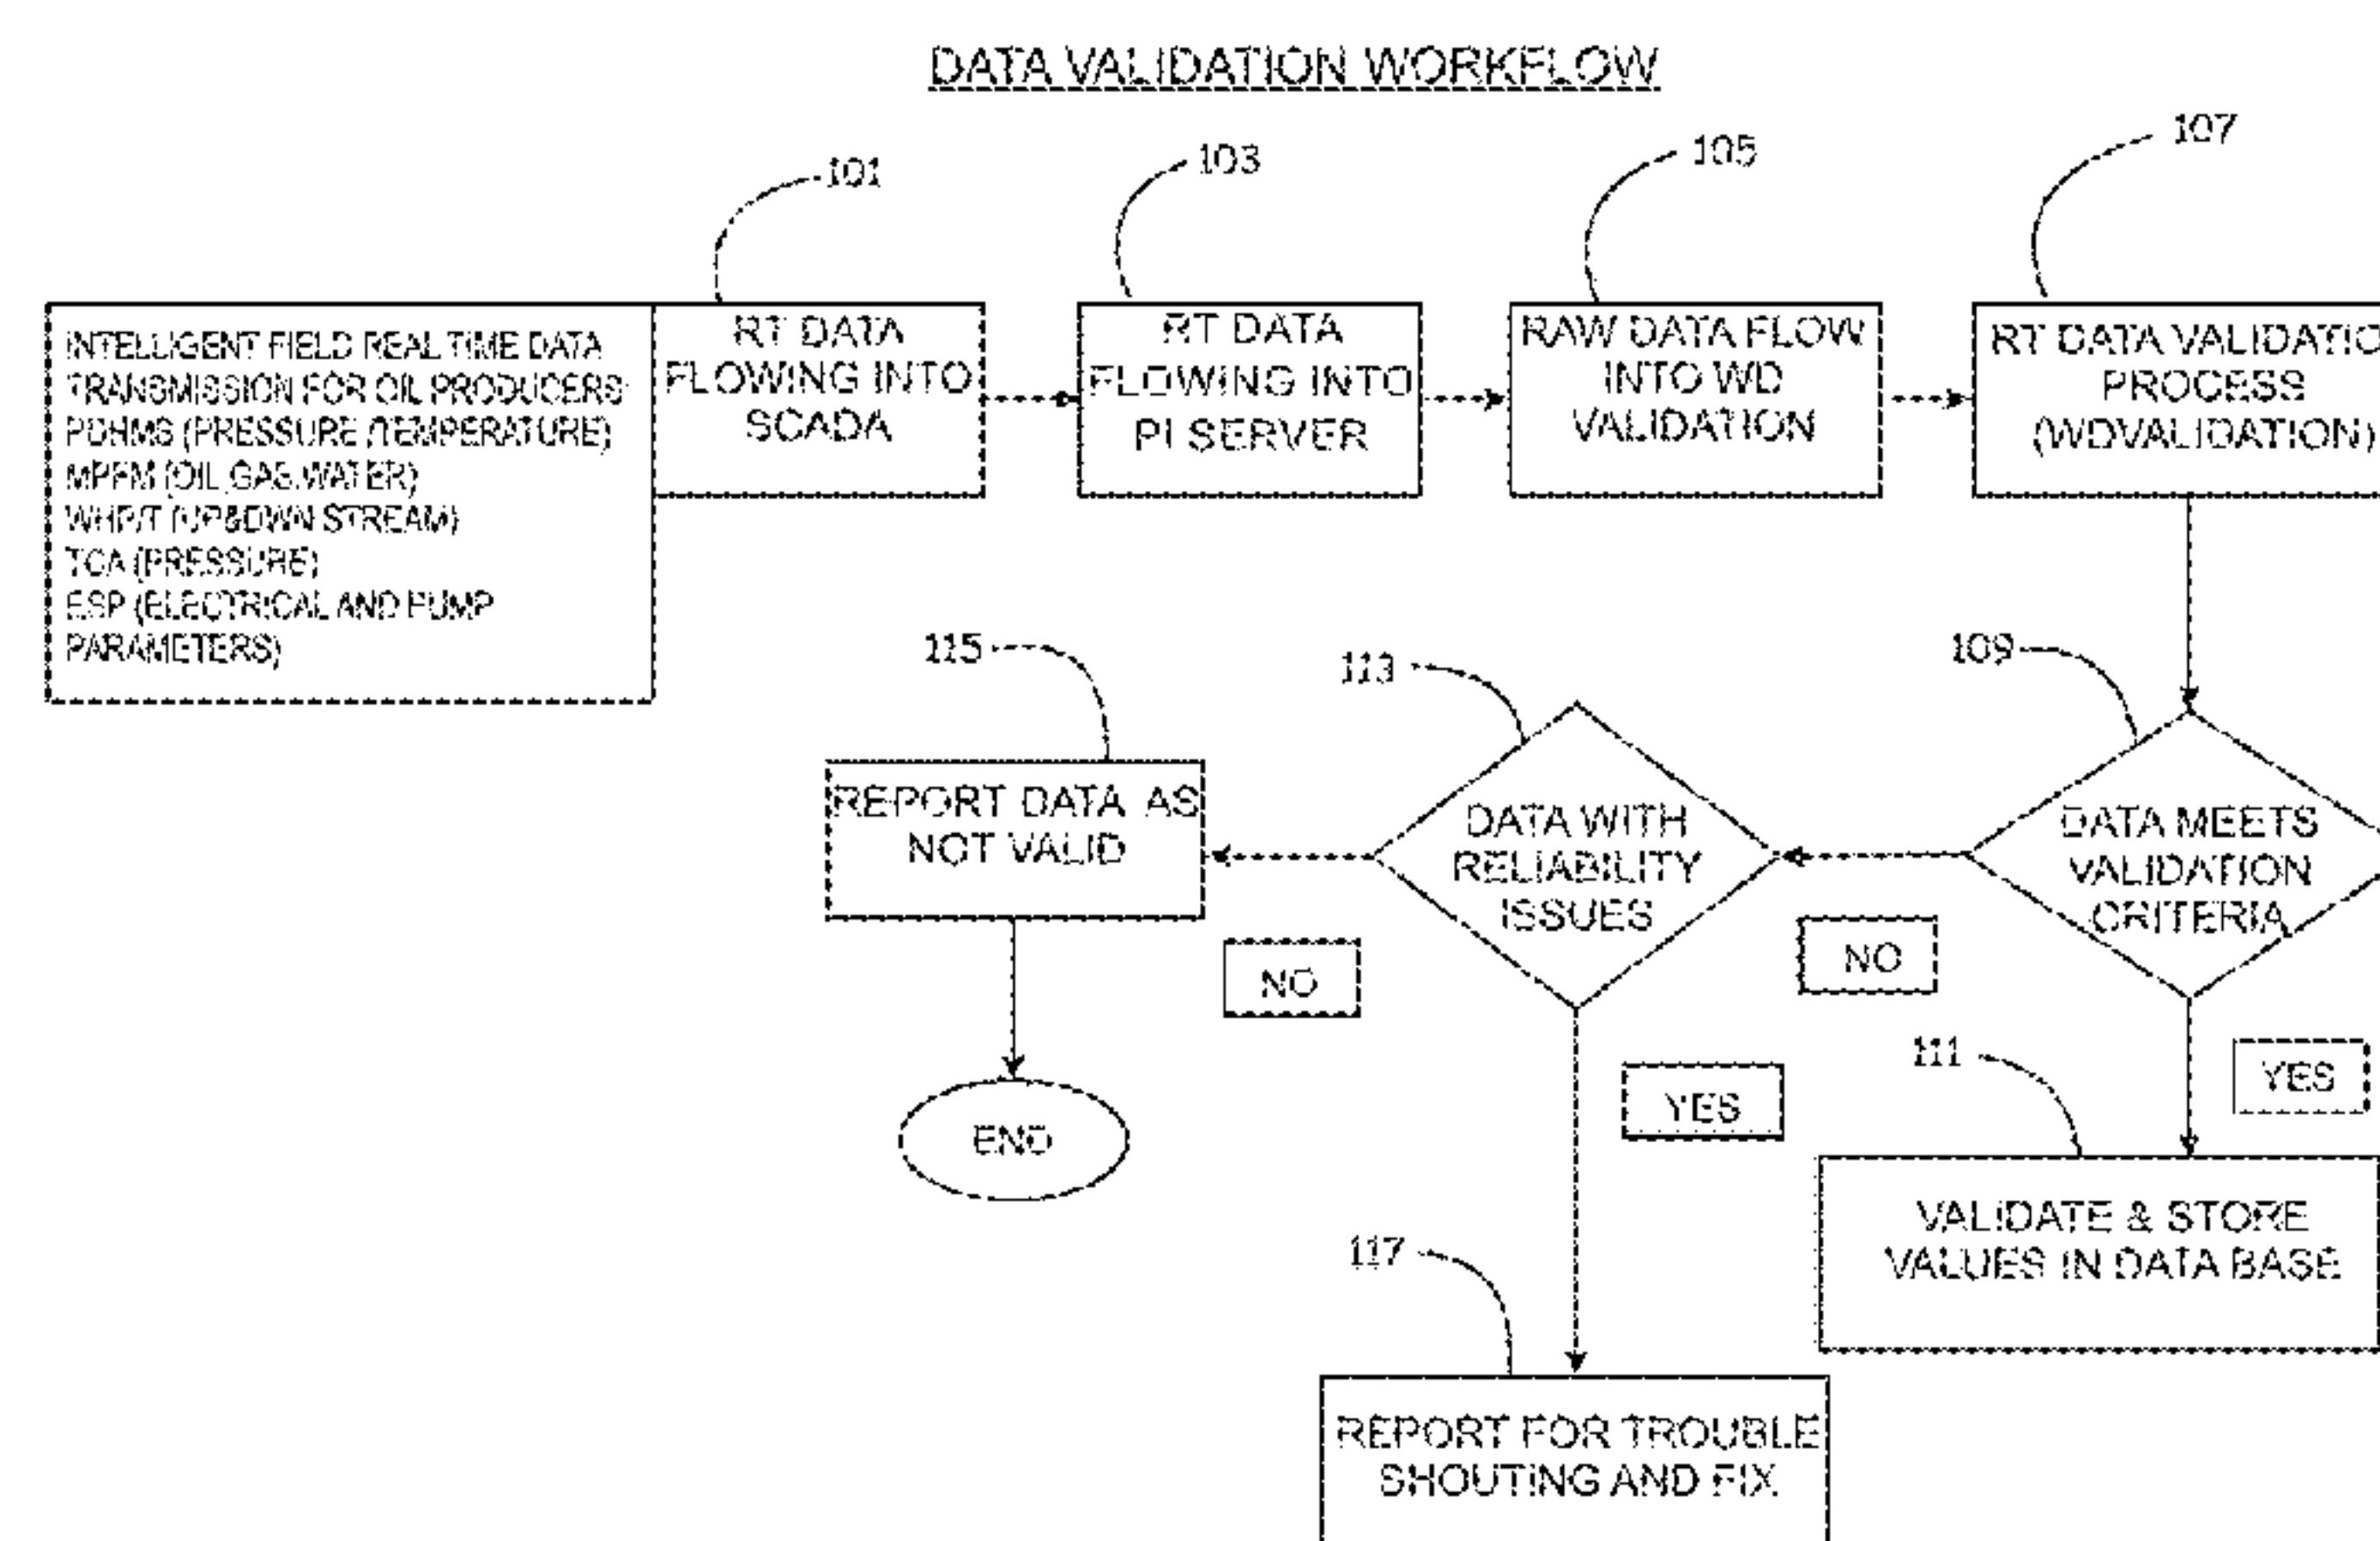 DATA VALIDATION WORKFLOW
101
103
105
107
INTELLIGENT FIELD REAL TIME DATA
TRANSMISSION FOR OIL PRODUCERS:
PDHMS (PRESSURE /TEMPERATURE)
MPFM (OIL,GAS,WATER)
WHP/T (UP&DWN STREAM)
TCA (PRESSURE)
ESP (ELECTRICAL AND PUMP
PARAMETERS)
RT DATA
FLOWING INTO
SCADA
RT DATA
FLOWING INTO
PI SERVER
RAW DATA FLOW
INTO WD
VALIDATION
RT DATA VALIDATIO
PROCESS
(WDVALIDATION)
115
113
109
REPORT DATA AS
NOT VALID
DATA WITH
RELIABILITY
ISSUES
DATA MEETS
VALIDATION
CRITERIA
NO
NO
END
YES
111
YES
117
VALIDATE & STORE
VALUES IN DATA BASE
REPORT FOR TROUBLE
SHOUTING AND FIX